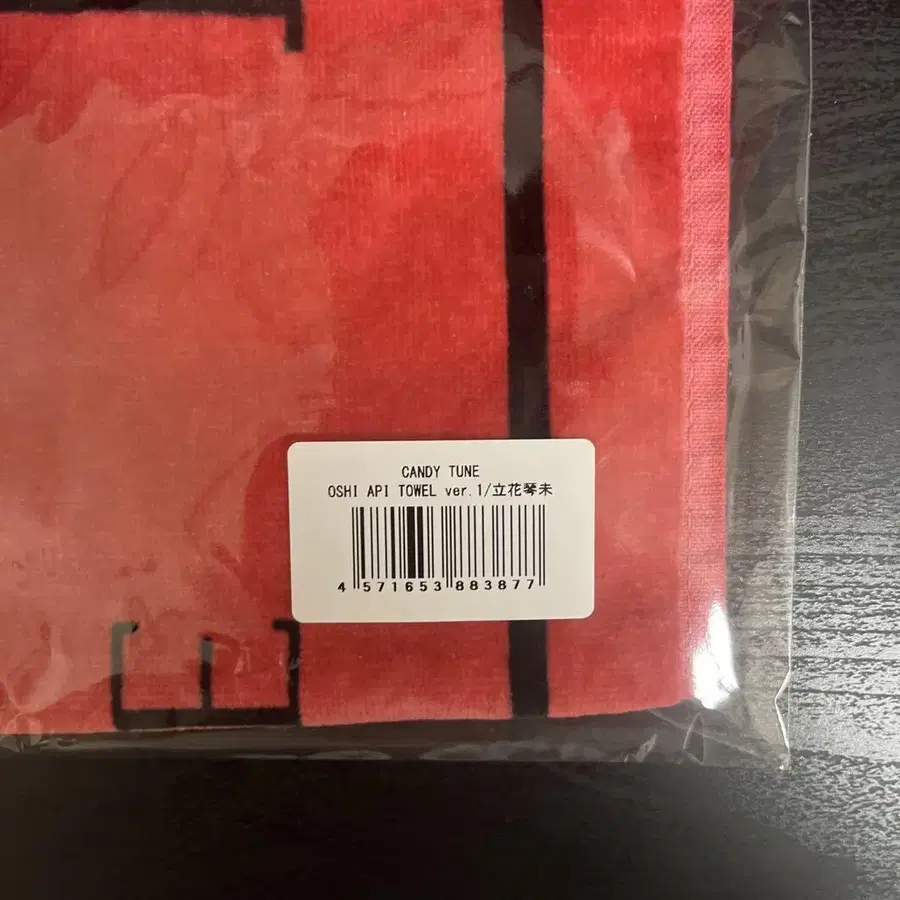 CANDY TUNE
OSHI API TOWEL ver.1/立花琴未
4 571653 883877
E